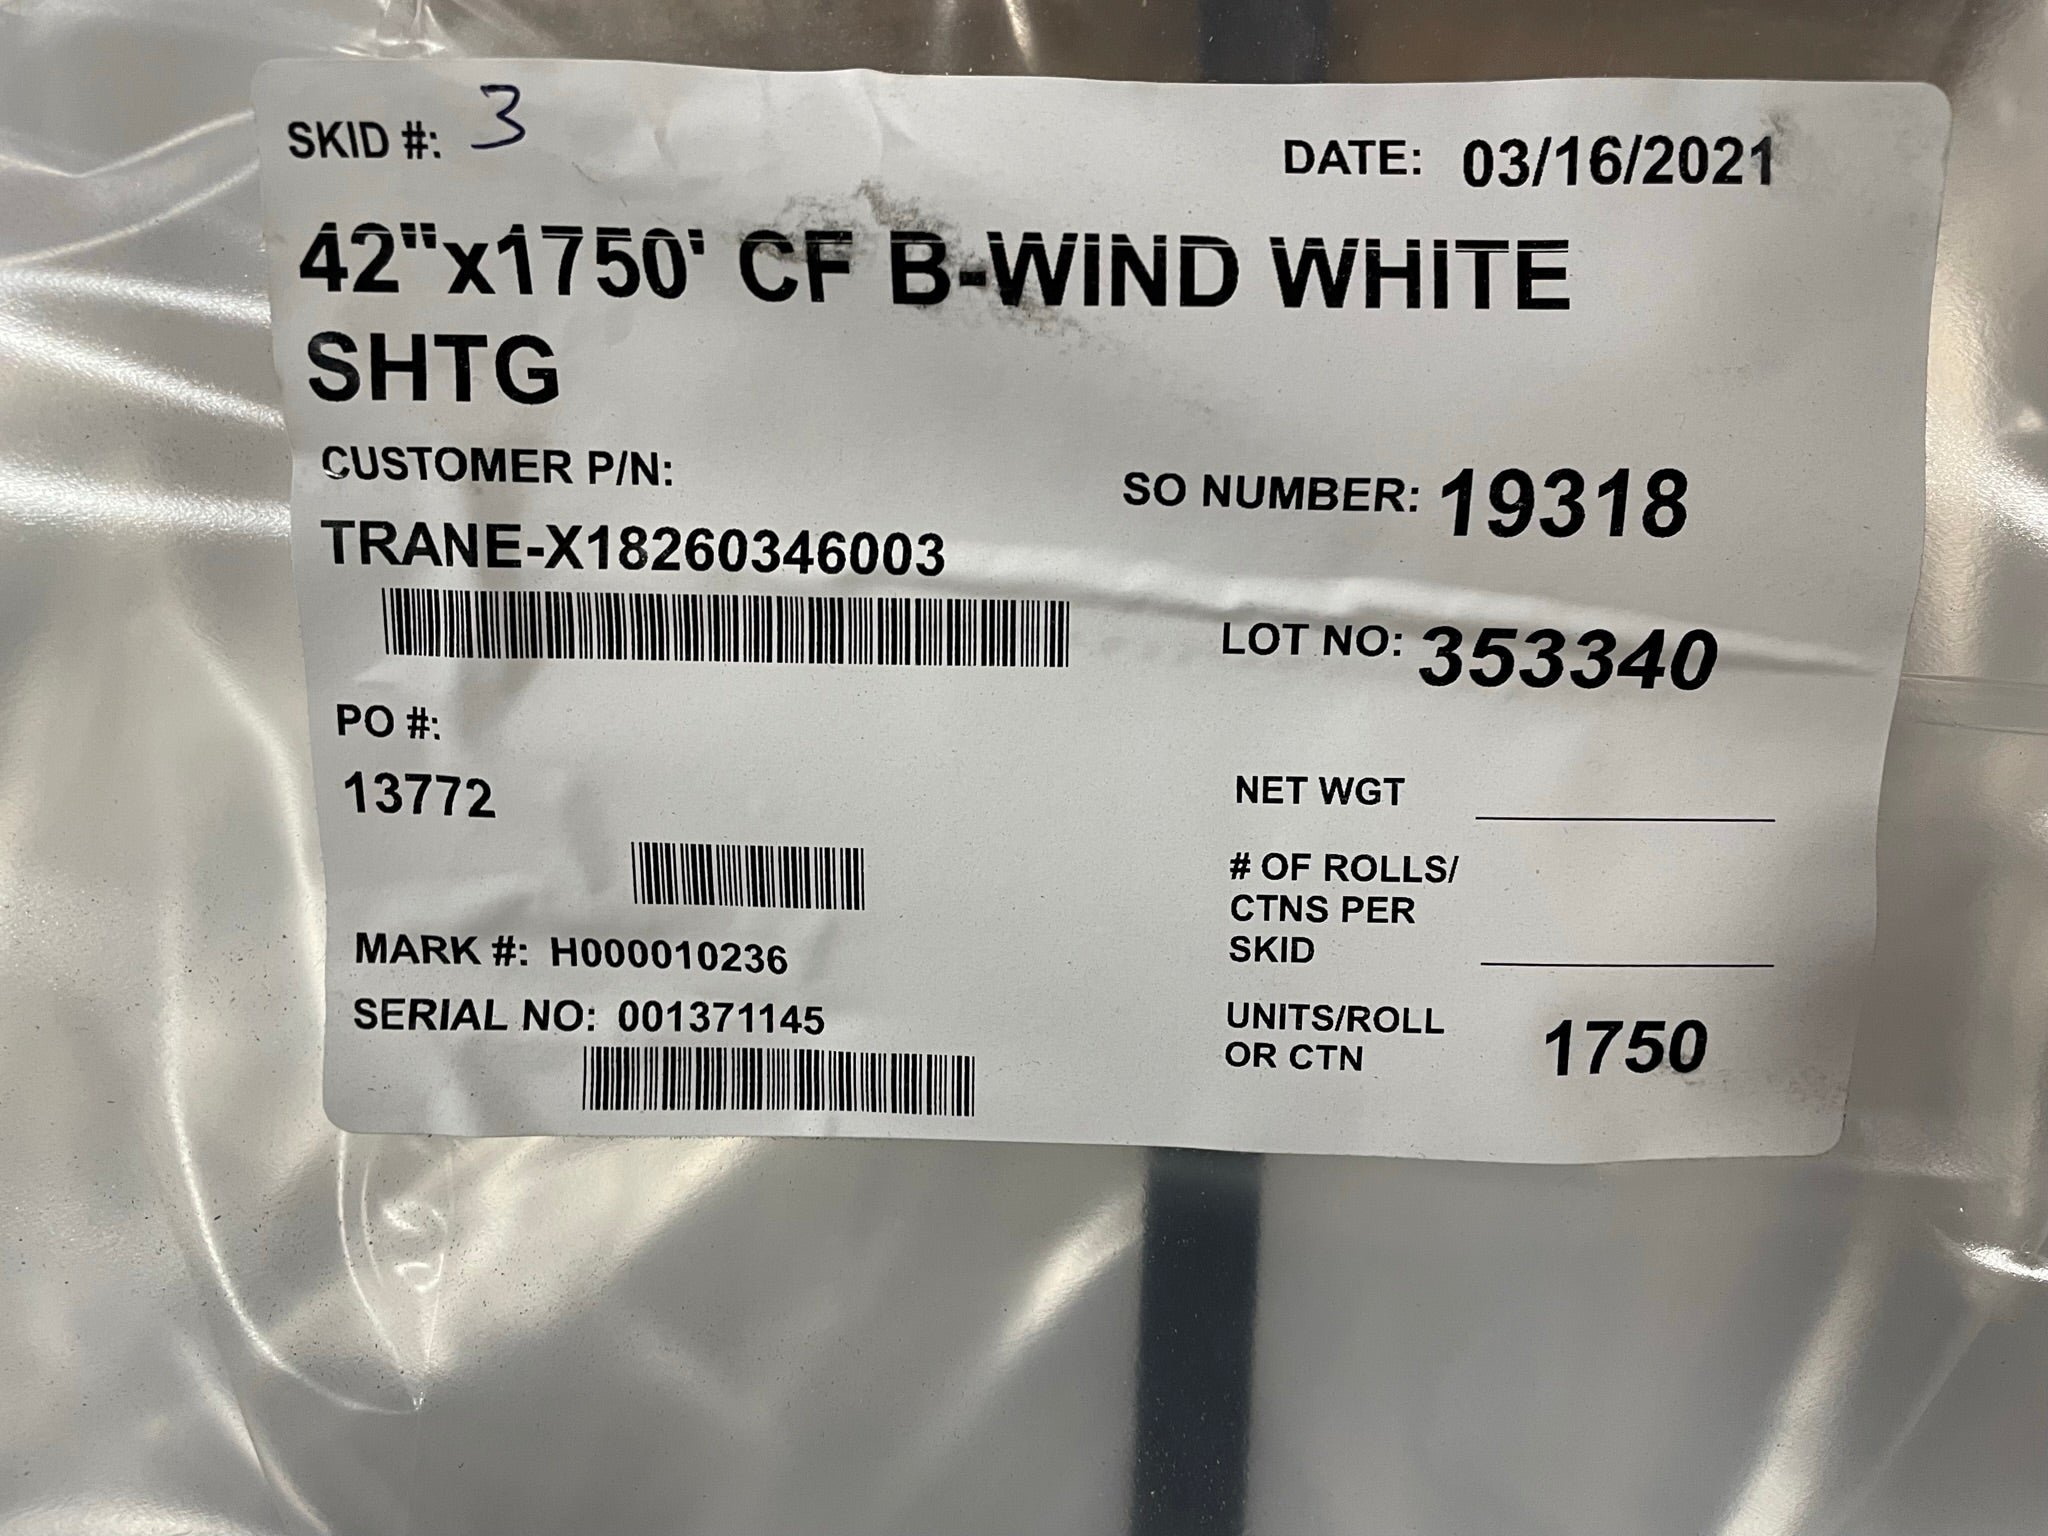 SKID #: 3
DATE: 03/16/2021
42"x1750' CF B-WIND WHITE
SHTG
CUSTOMER P/N:
SO NUMBER: 19318
TRANE-X18260346003
LOT NO: 353340
PO #:
13772
NET WGT
# OF ROLLS/
CTNS PER
SKID
MARK #: H000010236
SERIAL NO: 001371145
UNITS/ROLL
OR CTN
1750